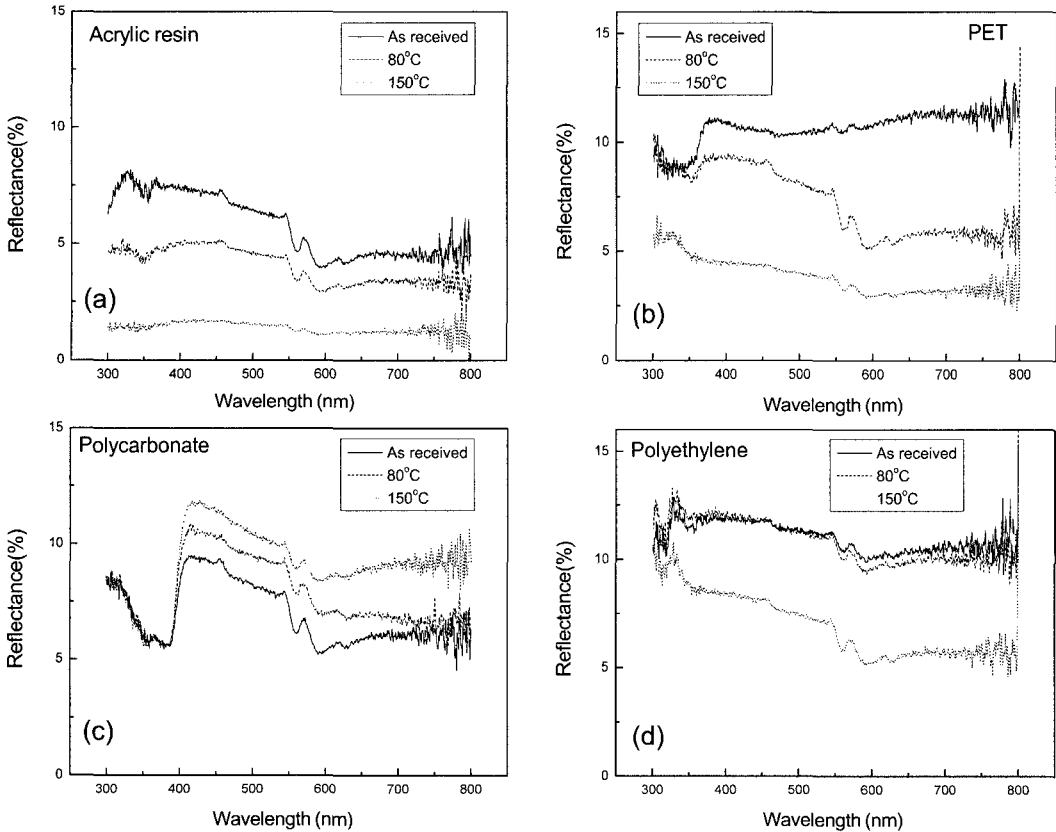 Acrylic resin
As received
80°C
150°C
Reflectance(%)
15
10
5
0
(a)
300 400 500 600 700 800
Wavelength (nm)
PET
As received
80°C
150°C
Reflectance(%)
15
10
5
0
(b)
300 400 500 600 700 800
Wavelength (nm)
Polycarbonate
As received
80°C
150°C
Reflectance(%)
15
10
5
0
(c)
300 400 500 600 700 800
Wavelength (nm)
Polyethylene
As received
80°C
150°C
Reflectance(%)
15
10
5
0
(d)
300 400 500 600 700 800
Wavelength (nm)